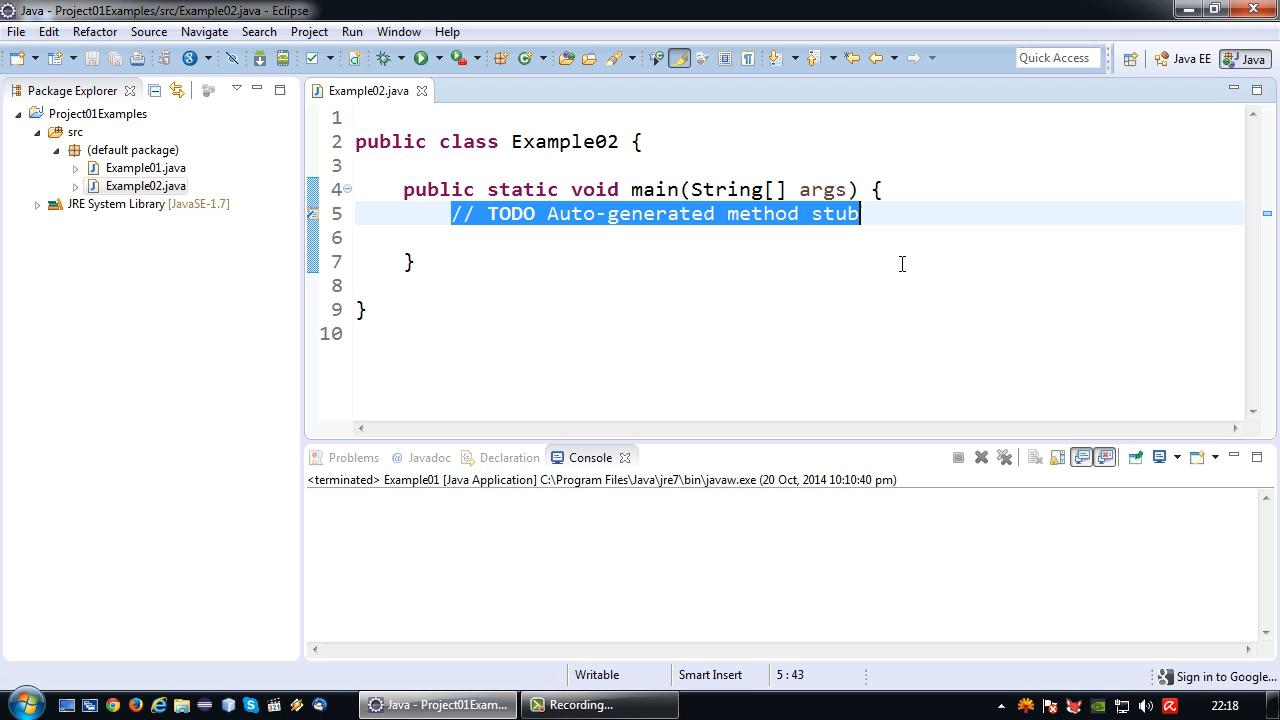 Java - Project01Examples/src/Example02.java - Eclipse
File Edit Refactor Source Navigate Search Project Run Window Help
Quick Access
Java EE
Java
Package Explorer
Project01Examples
src
(default package)
Example01.java
Example02.java
JRE System Library [JavaSE-1.7]
Example02.java
1
2 public class Example02 {
3
4 public static void main(String[] args) {
5 // TODO Auto-generated method stub
6
7 }
8
9 }
10
Problems @ Javadoc Declaration Console
<terminated> Example01 [Java Application] C:\Program Files\Java\jre7\bin\javaw.exe (20 Oct, 2014 10:10:40 pm)
Writable Smart Insert 5 : 43
Sign in to Google...
Java - Project01Exam...
Recording...
22:18